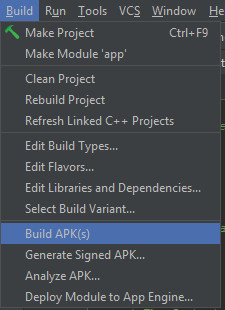 Build Run Tools VCS Window He
Make Project Ctrl+F9
Make Module 'app'
Clean Project
Rebuild Project
Refresh Linked C++ Projects
Edit Build Types...
Edit Flavors...
Edit Libraries and Dependencies...
Select Build Variant...
Build APK(s)
Generate Signed APK...
Analyze APK...
Deploy Module to App Engine...